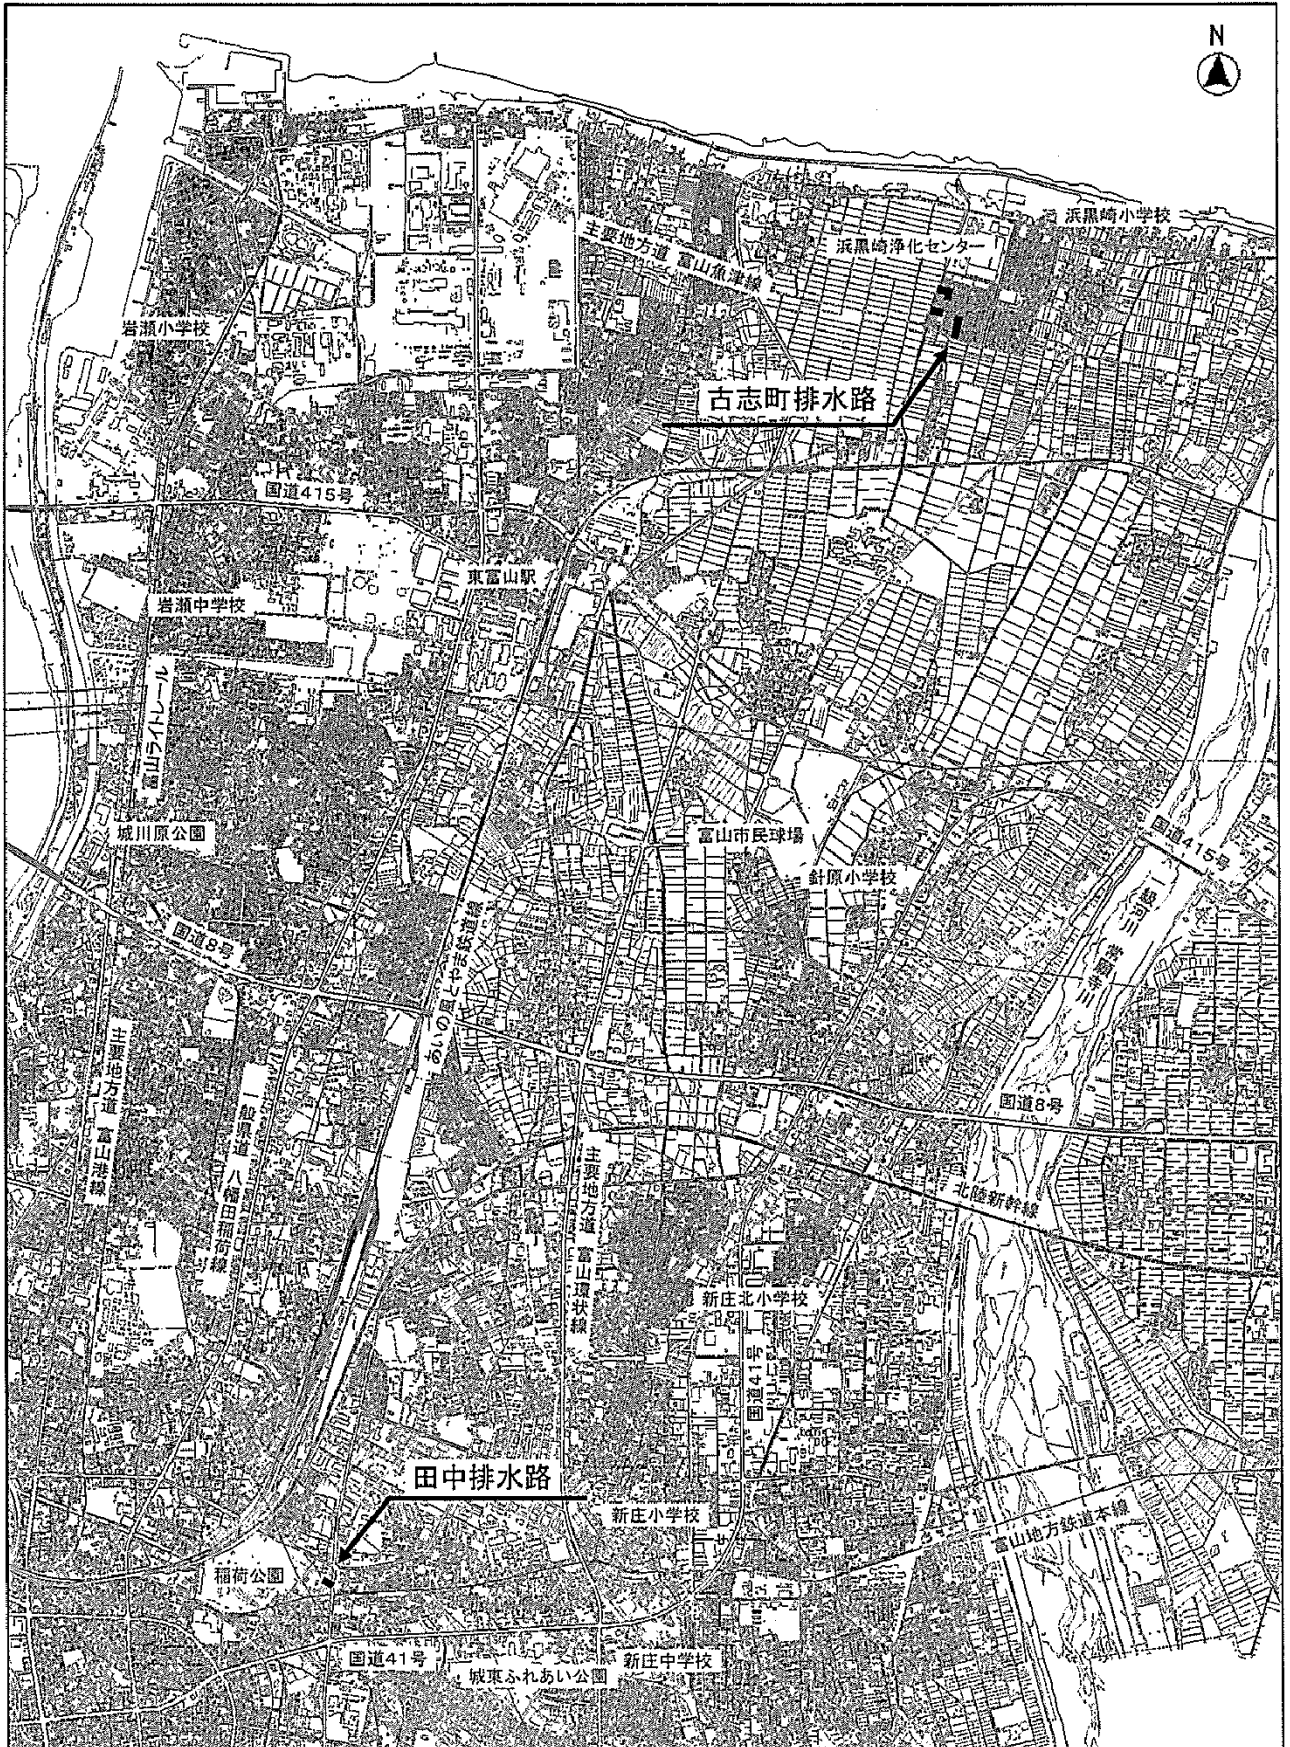 N
浜黒崎小学校
主要地方道 富山魚津線
浜黒崎浄化センター
岩瀬小学校
古志町排水路
国道415号
東富山駅
岩瀬中学校
富山ライトレール
城川原公園
富山市民球場
国道415号
針原小学校
一級河川 常願寺川
国道8号
あいの風とやま鉄道線
主要地方道 富山港線
一般県道 八幡田稲荷線
国道8号
主要地方道 富山環状線
北陸新幹線
新庄北小学校
国道41号
田中排水路
新庄小学校
富山地方鉄道本線
稲荷公園
国道41号
城東ふれあい公園
新庄中学校